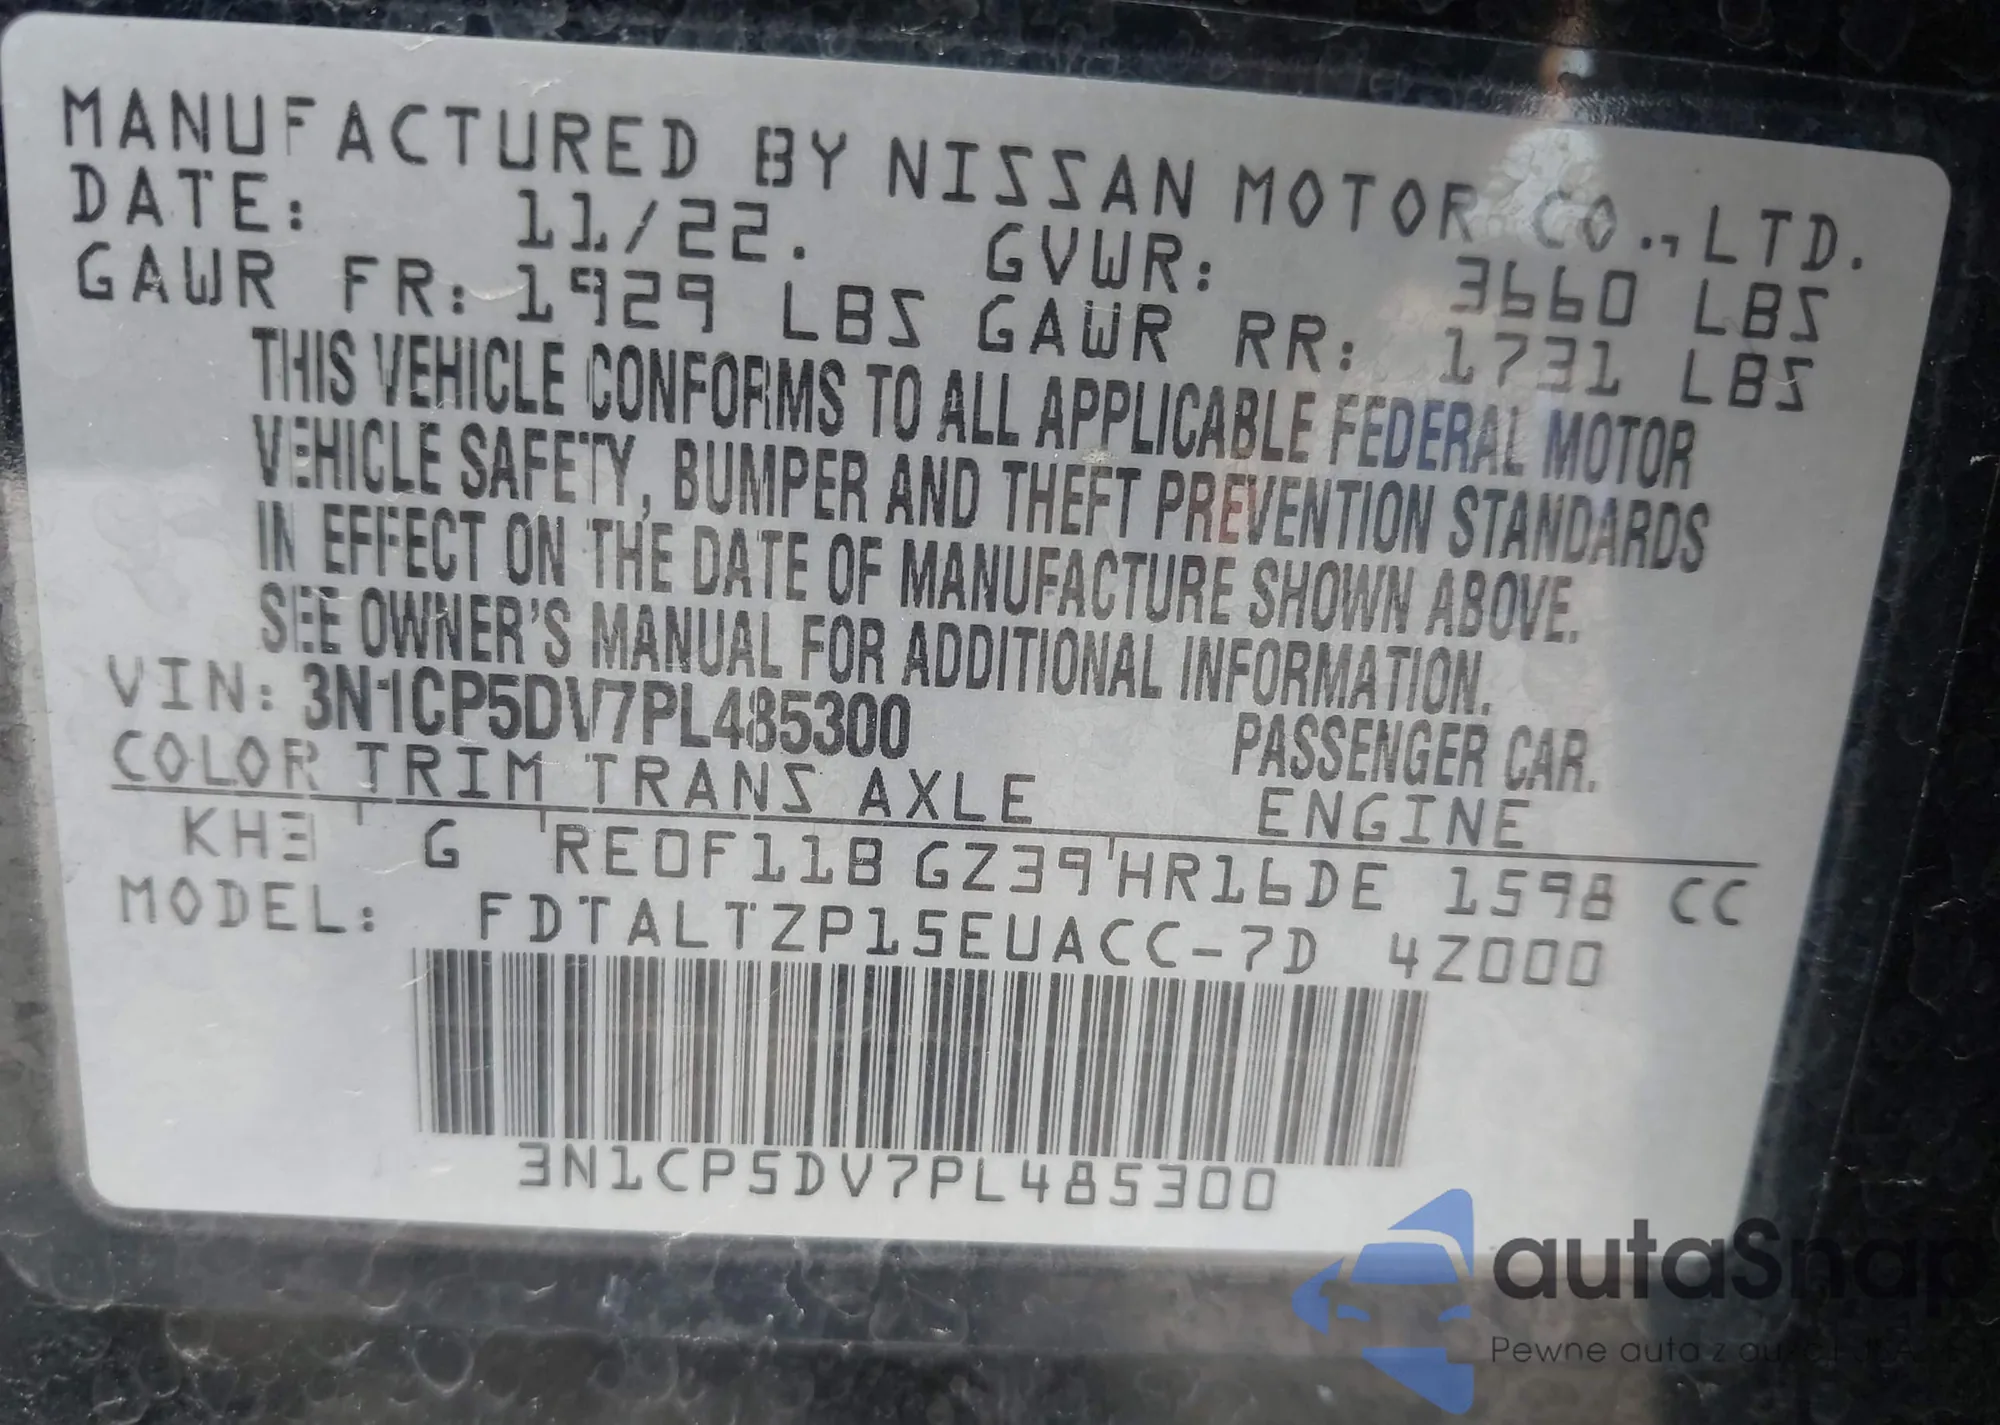 MANUFACTURED BY NISSAN MOTOR CO.,LTD.
DATE: 11/22. GVWR: 3660 LBS
GAWR FR: 1929 LBS GAWR RR: 1731 LBS
THIS VEHICLE CONFORMS TO ALL APPLICABLE FEDERAL MOTOR
VEHICLE SAFETY, BUMPER AND THEFT PREVENTION STANDARDS
IN EFFECT ON THE DATE OF MANUFACTURE SHOWN ABOVE.
SEE OWNER'S MANUAL FOR ADDITIONAL INFORMATION.
VIN: 3N1CP5DV7PL485300 PASSENGER CAR.
COLOR TRIM TRANS AXLE ENGINE
KH3 G RE0F11B GZ39 HR16DE 1598 CC
MODEL: FDTALTZP15EUACC-7D 4Z000
3N1CP5DV7PL485300
autaSnap
Pewne auta z